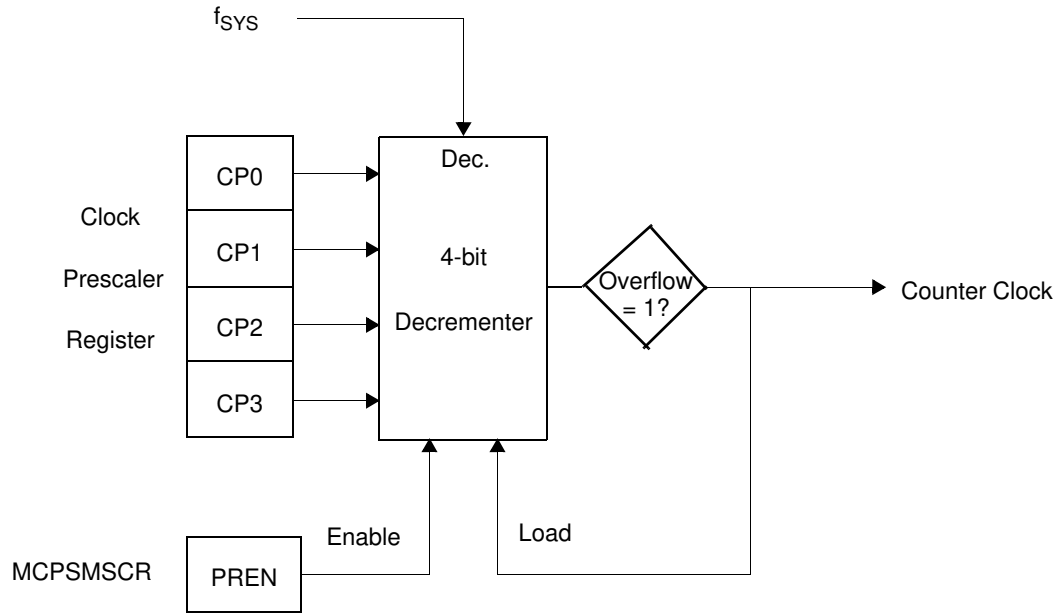 fSYS
Dec.
4-bit
Decrementer
Clock
Prescaler
Register
CP0
CP1
CP2
CP3
Overflow
= 1?
Counter Clock
Enable
Load
MCPSMSCR
PREN